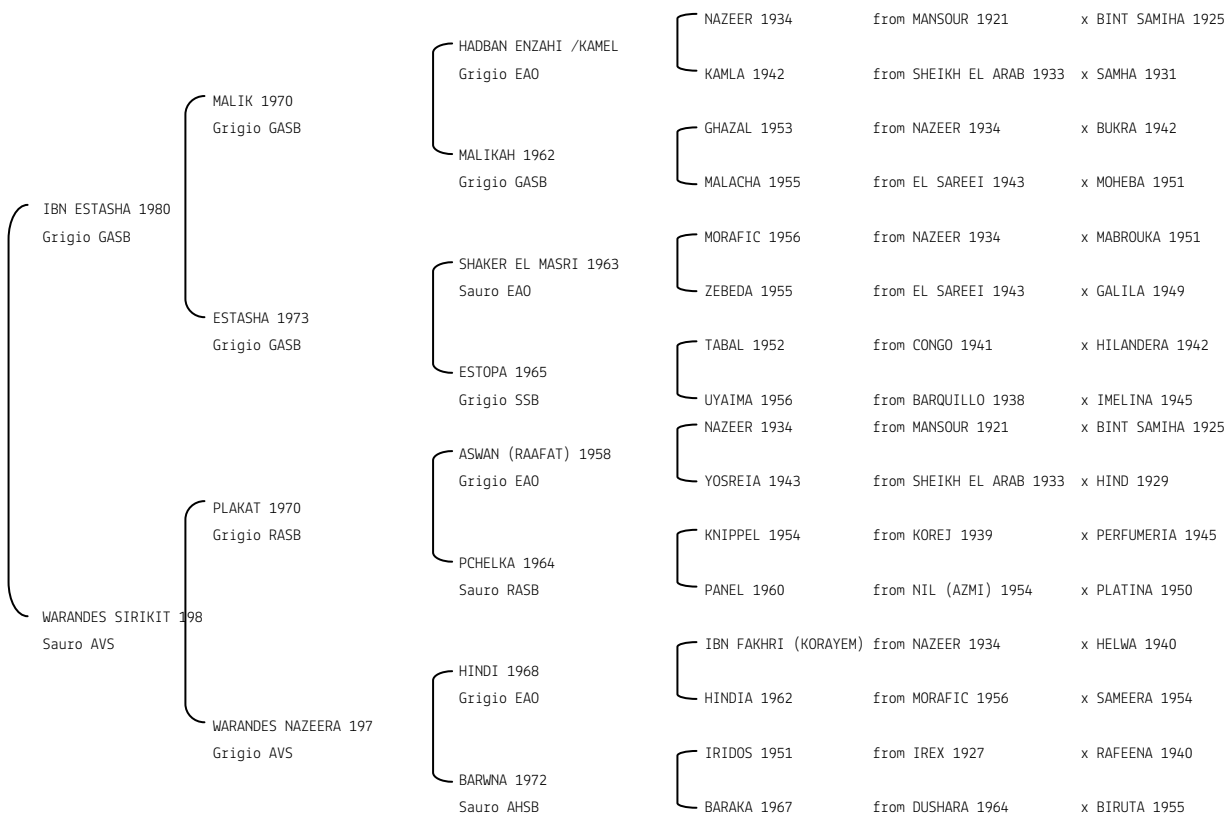 NAZEER 1934 from MANSOUR 1921 x BINT SAMIHA 1925
HADBAN ENZAHI /KAMEL
Grigio EAO KAMLA 1942 from SHEIKH EL ARAB 1933 x SAMHA 1931
MALIK 1970
Grigio GASB GHAZAL 1953 from NAZEER 1934 x BUKRA 1942
MALIKAH 1962
Grigio GASB MALACHA 1955 from EL SAREEI 1943 x MOHEBA 1951
IBN ESTASHA 1980
Grigio GASB MORAFIC 1956 from NAZEER 1934 x MABROUKA 1951
SHAKER EL MASRI 1963
Sauro EAO ZEBEDA 1955 from EL SAREEI 1943 x GALILA 1949
ESTASHA 1973
Grigio GASB TABAL 1952 from CONGO 1941 x HILANDERA 1942
ESTOPA 1965
Grigio SSB UYAIMA 1956 from BARQUILLO 1938 x IMELINA 1945
NAZEER 1934 from MANSOUR 1921 x BINT SAMIHA 1925
ASWAN (RAAFAT) 1958
Grigio EAO YOSREIA 1943 from SHEIKH EL ARAB 1933 x HIND 1929
PLAKAT 1970
Grigio RASB KNIPPEL 1954 from KOREJ 1939 x PERFUMERIA 1945
PCHELKA 1964
Sauro RASB PANEL 1960 from NIL (AZMI) 1954 x PLATINA 1950
WARANDES SIRIKIT 198
Sauro AVS IBN FAKHRI (KORAYEM) from NAZEER 1934 x HELWA 1940
HINDI 1968
Grigio EAO HINDIA 1962 from MORAFIC 1956 x SAMEERA 1954
WARANDES NAZEERA 197
Grigio AVS IRIDOS 1951 from IREX 1927 x RAFEENA 1940
BARWNA 1972
Sauro AHSB BARAKA 1967 from DUSHARA 1964 x BIRUTA 1955